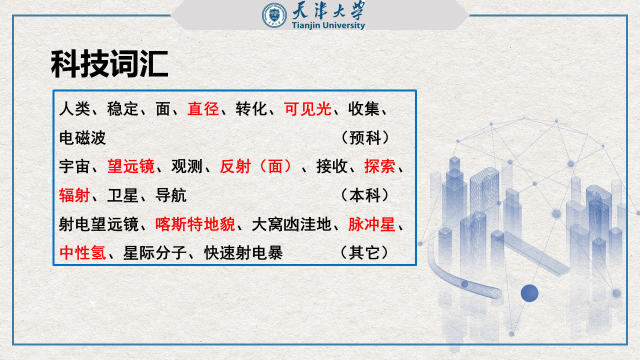 天津大学
Tianjin University
科技词汇
人类、稳定、面、直径、转化、可见光、收集、
电磁波 （预科）
宇宙、望远镜、观测、反射（面）、接收、探索、
辐射、卫星、导航 （本科）
射电望远镜、喀斯特地貌、大窝凼洼地、脉冲星、
中性氢、星际分子、快速射电暴 （其它）